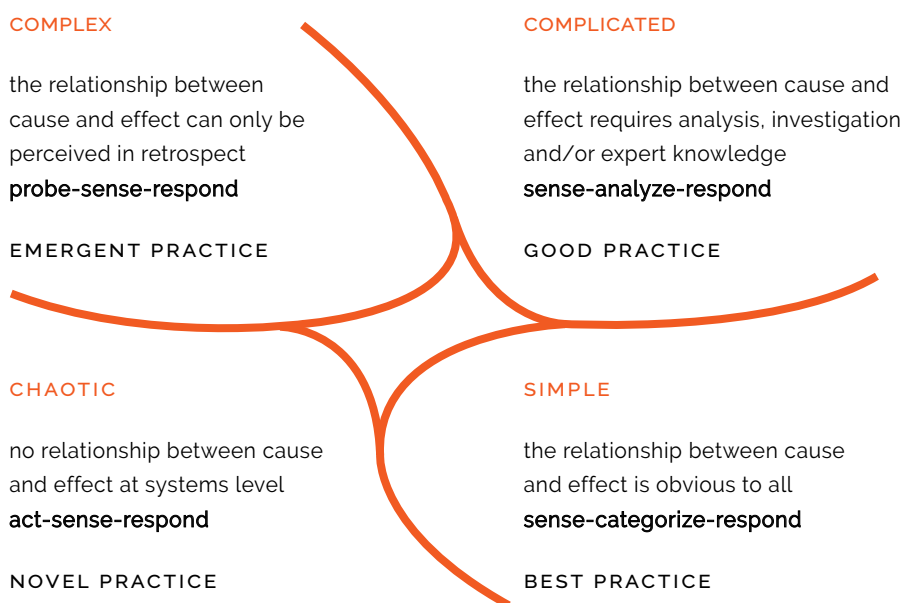 COMPLEX
the relationship between
cause and effect can only be
perceived in retrospect
probe-sense-respond
EMERGENT PRACTICE
COMPLICATED
the relationship between cause and
effect requires analysis, investigation
and/or expert knowledge
sense-analyze-respond
GOOD PRACTICE
CHAOTIC
no relationship between cause
and effect at systems level
act-sense-respond
NOVEL PRACTICE
SIMPLE
the relationship between cause
and effect is obvious to all
sense-categorize-respond
BEST PRACTICE